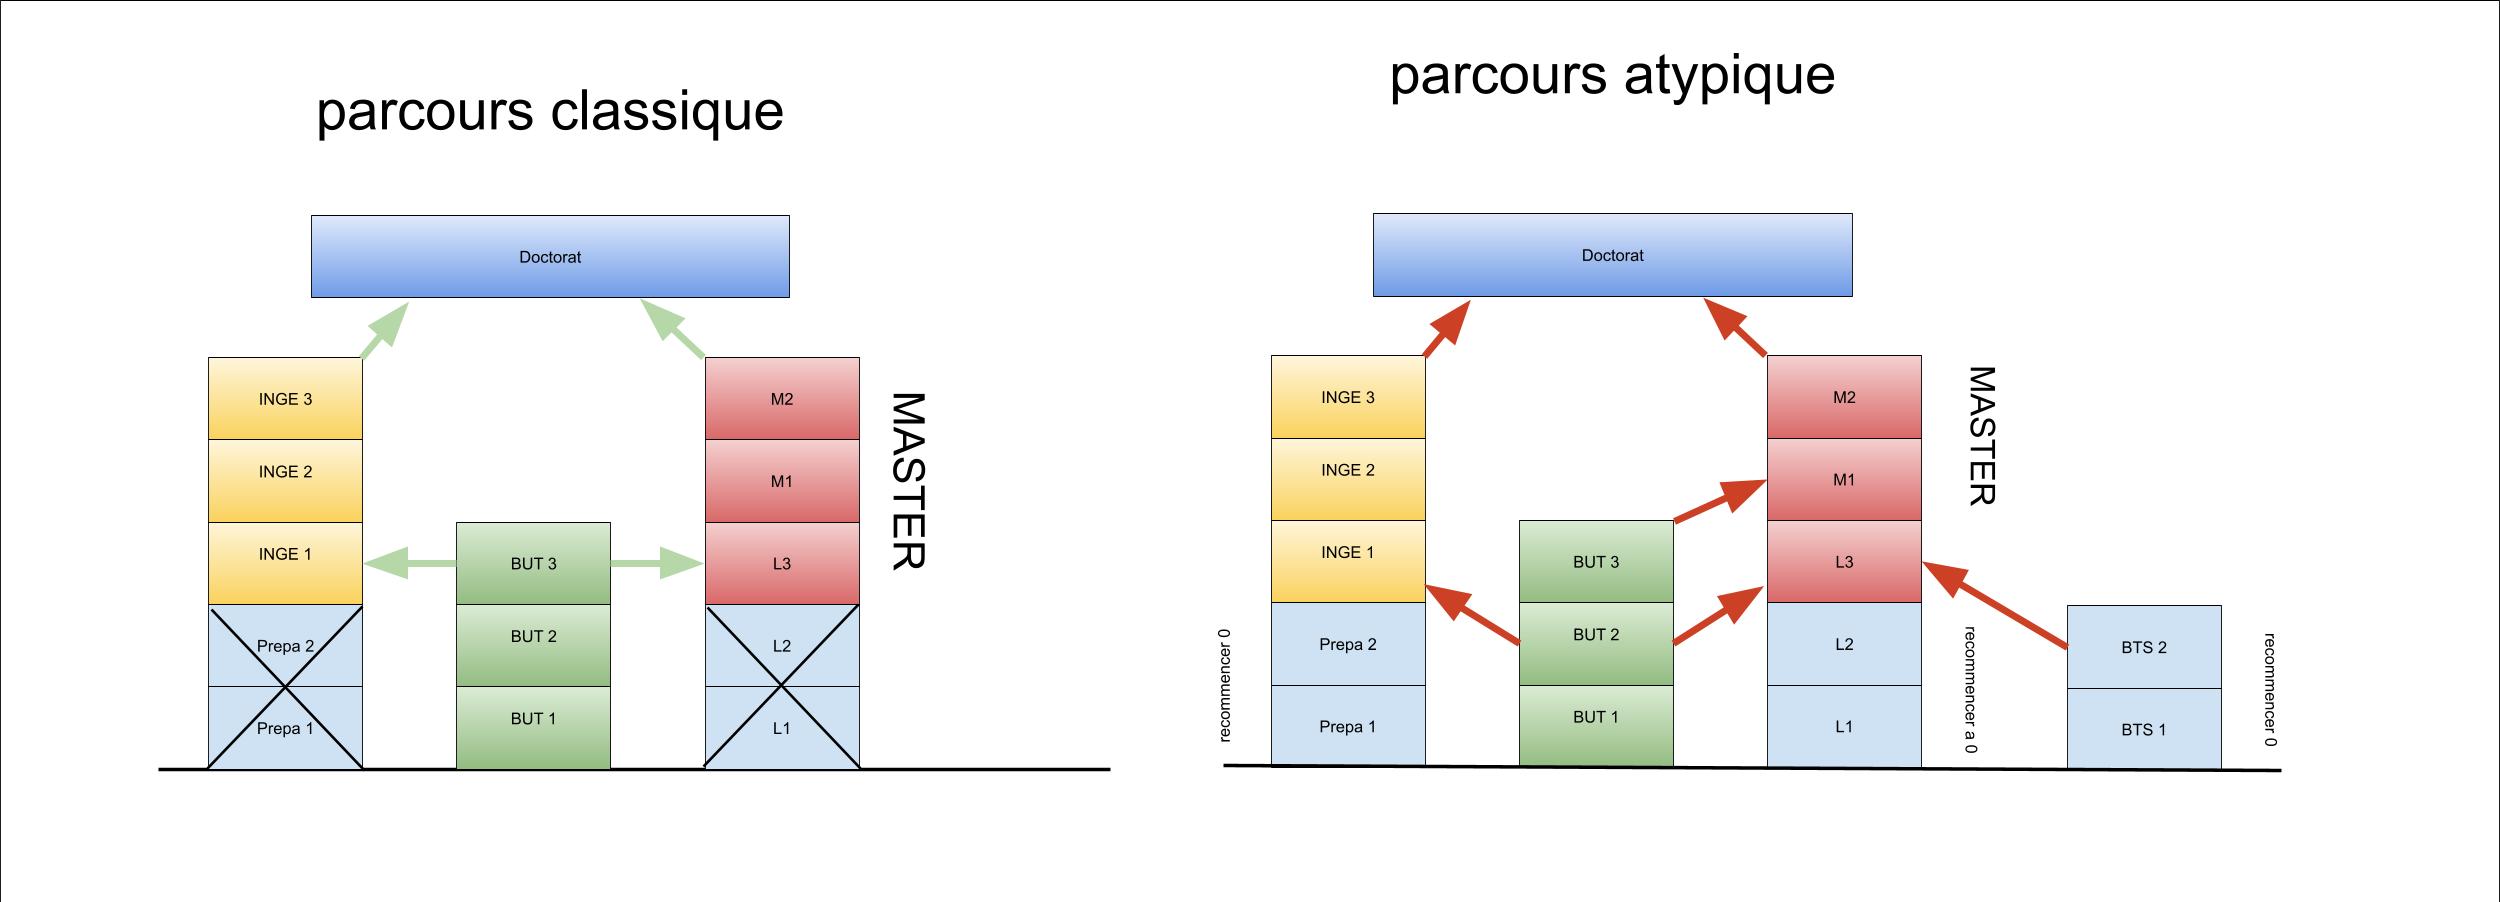 parcours classique
Doctorat
INGE 3
INGE 2
INGE 1
Prepa 2
Prepa 1
BUT 3
BUT 2
BUT 1
M2
M1
L3
L2
L1
MASTER
parcours atypique
Doctorat
recommencer 0
INGE 3
INGE 2
INGE 1
Prepa 2
Prepa 1
BUT 3
BUT 2
BUT 1
M2
M1
L3
L2
L1
MASTER
recommencer a 0
BTS 2
BTS 1
recommencer 0